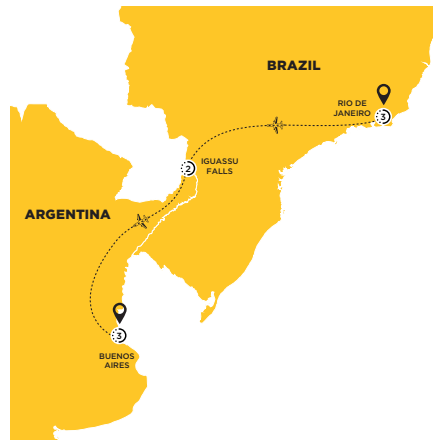 BRAZIL
RIO DE
JANEIRO
3
2
IGUASSU
FALLS
ARGENTINA
3
BUENOS
AIRES